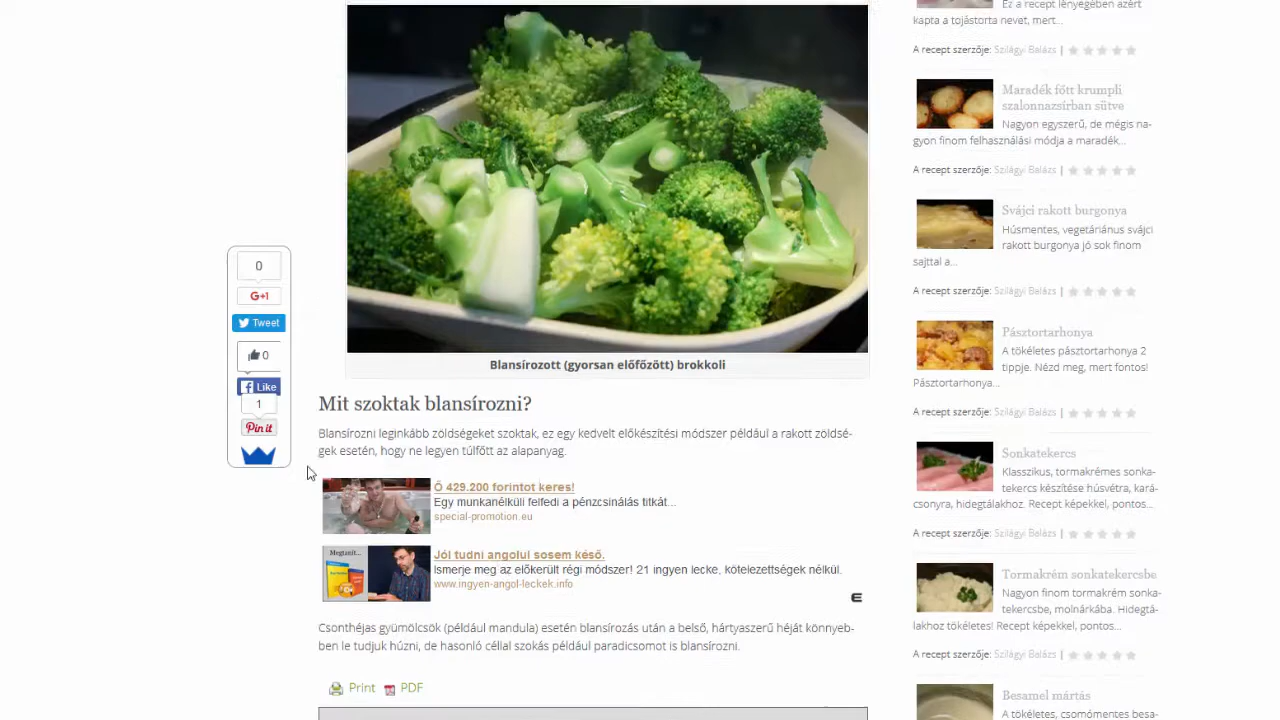 0
G+1
Tweet
0
Like
1
Pin it
Blansírozott (gyorsan előfőzött) brokkoli
Mit szoktak blansírozni?
Blansírozni leginkább zöldségeket szoktak, ez egy kedvelt előkészítési módszer például a rakott zöldsé-
gek esetén, hogy ne legyen túlfőtt az alapanyag.
Ő 429.200 forintot keres!
Egy munkanélküli felfedi a pénzcsinálás titkát...
special-promotion.eu
Megtanít...
Jól tudni angolul sosem késő.
Ismerje meg az előkerült régi módszer! 21 ingyen lecke, kötelezettségek nélkül.
www.ingyen-angol-leckek.info
E
Csonthéjas gyümölcsök (például mandula) esetén blansírozás után a belső, hártyaszerű héját könnyeb-
ben le tudjuk húzni, de hasonló céllal szokás például paradicsomot is blansírozni.
Print PDF
Ez a recept lényegében azért
kapta a tojástorta nevet, mert...
A recept szerzője: Szilágyi Balázs |
Maradék főtt krumpli
szalonnazsírban sütve
Nagyon egyszerű, de mégis na-
gyon finom felhasználási módja a maradék...
A recept szerzője: Szilágyi Balázs |
Svájci rakott burgonya
Húsmentes, vegetáriánus svájci
rakott burgonya jó sok finom
sajttal a...
A recept szerzője: Szilágyi Balázs |
Pásztortarhonya
A tökéletes pásztortarhonya 2
tippje. Nézd meg, mert fontos!
Pásztortarhonya...
A recept szerzője: Szilágyi Balázs |
Sonkatekercs
Klasszikus, tormakrémes sonka-
tekercs készítése húsvétra, kará-
csonyra, hidegtálakhoz. Recept képekkel, pontos...
A recept szerzője: Szilágyi Balázs |
Tormakrém sonkatekercsbe
Nagyon finom tormakrém sonka-
tekercsbe, molnárkába. Hidegtá-
lakhoz tökéletes! Recept képekkel, pontos...
A recept szerzője: Szilágyi Balázs |
Besamel mártás
A tökéletes, csomómentes besa-